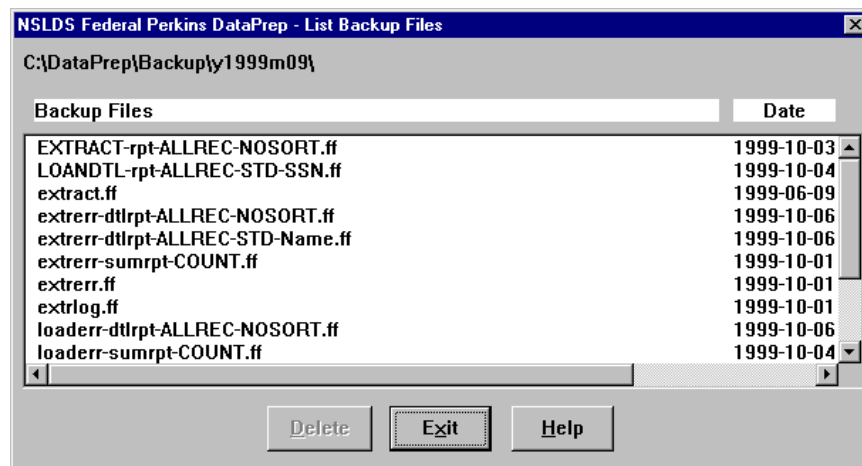 NSLDS Federal Perkins DataPrep - List Backup Files
C:\DataPrep\Backup\y1999m09\
Backup Files Date
EXTRACT-rpt-ALLREC-NOSORT.ff 1999-10-03
LOANDTL-rpt-ALLREC-STD-SSN.ff 1999-10-04
extract.ff 1999-06-09
extrerr-dtlrpt-ALLREC-NOSORT.ff 1999-10-06
extrerr-dtlrpt-ALLREC-STD-Name.ff 1999-10-06
extrerr-sumrpt-COUNT.ff 1999-10-01
extrerr.ff 1999-10-01
extrlog.ff 1999-10-01
loaderr-dtlrpt-ALLREC-NOSORT.ff 1999-10-06
loaderr-sumrpt-COUNT.ff 1999-10-04
Delete Exit Help